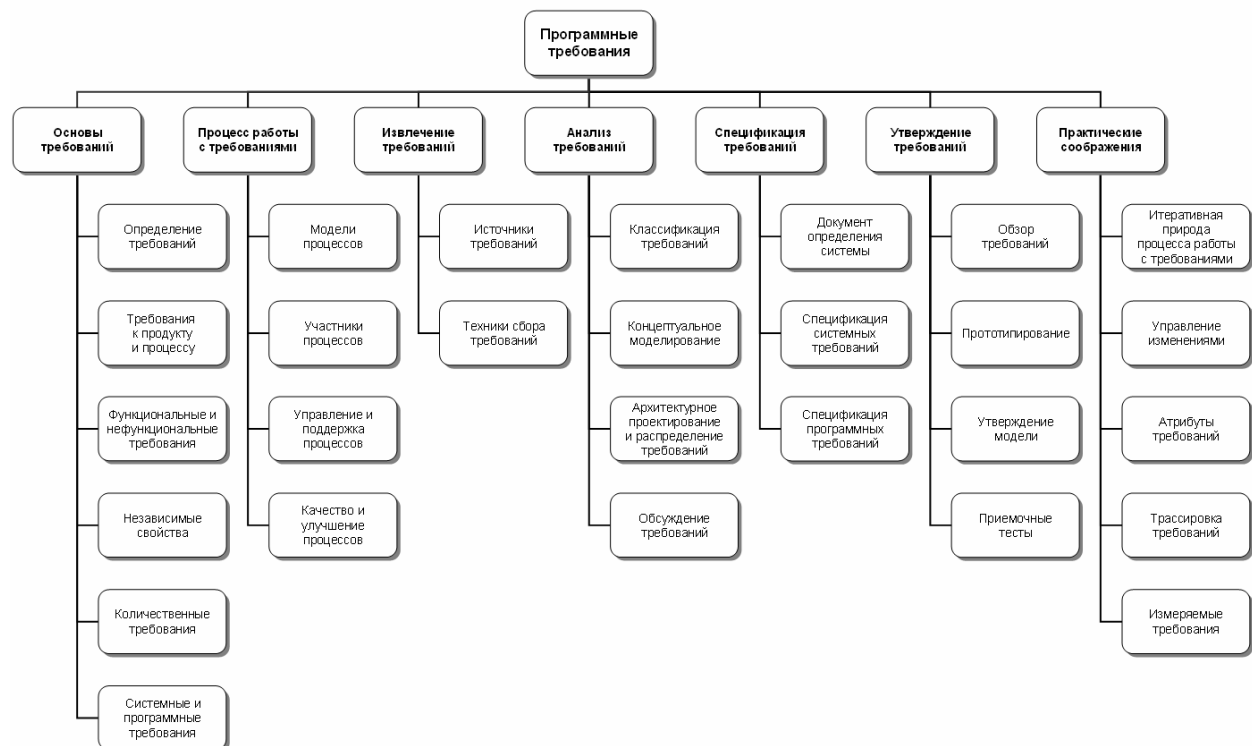 Программные
требования
Основы
требований
Процесс работы
с требованиями
Извлечение
требований
Анализ
требований
Спецификация
требований
Утверждение
требований
Практические
соображения
Определение
требований
Требования
к продукту
и процессу
Функциональные и
нефункциональные
требования
Независимые
свойства
Количественные
требования
Системные и
программные
требования
Модели
процессов
Участники
процессов
Управление и
поддержка
процессов
Качество и
улучшение
процессов
Источники
требований
Техники сбора
требований
Классификация
требований
Концептуальное
моделирование
Архитектурное
проектирование
и распределение
требований
Обсуждение
требований
Документ
определения
системы
Спецификация
системных
требований
Спецификация
программных
требований
Обзор
требований
Прототипирование
Утверждение
модели
Приемочные
тесты
Итеративная
природа
процесса работы
с требованиями
Управление
изменениями
Атрибуты
требований
Трассировка
требований
Измеряемые
требования